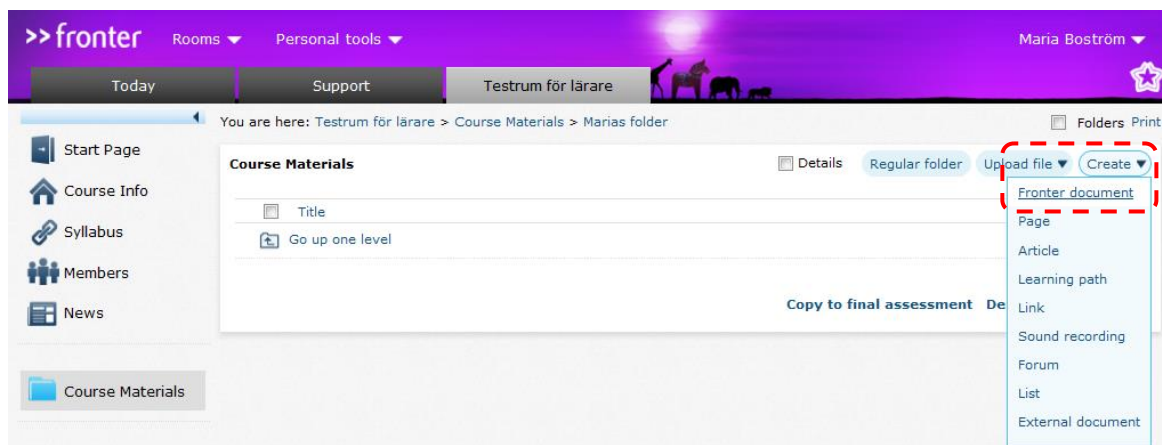 >> fronter Rooms Personal tools Maria Boström
Today Support Testrum för lärare
You are here: Testrum för lärare > Course Materials > Marias folder Folders Print
Start Page
Course Info
Syllabus
Members
News
Course Materials
Course Materials Details Regular folder Upload file Create
Title
Go up one level
Copy to final assessment De
Fronter document
Page
Article
Learning path
Link
Sound recording
Forum
List
External document